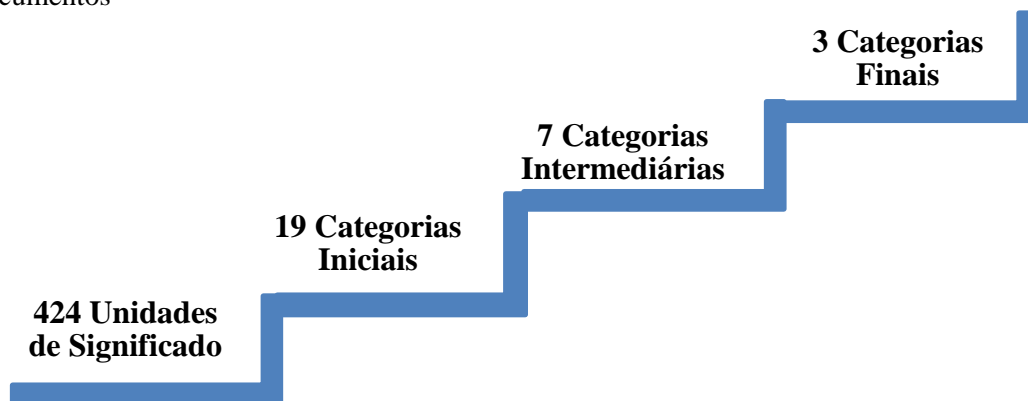 3 Categorias
Finais
7 Categorias
Intermediárias
19 Categorias
Iniciais
424 Unidades
de Significado